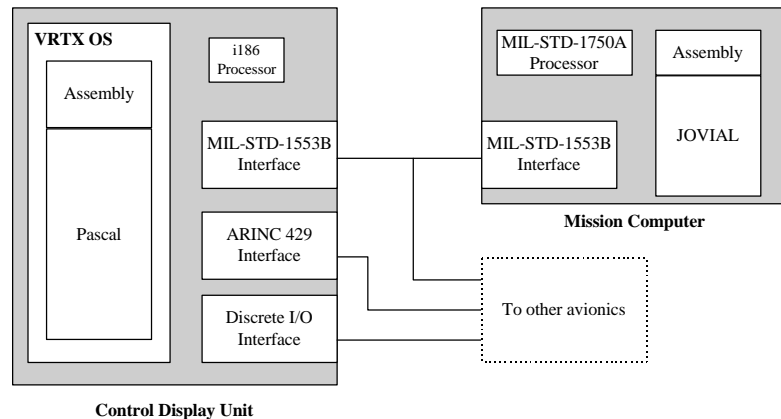 VRTX OS
Assembly
Pascal
i186
Processor
MIL-STD-1553B
Interface
ARINC 429
Interface
Discrete I/O
Interface
Control Display Unit
MIL-STD-1750A
Processor
Assembly
JOVIAL
MIL-STD-1553B
Interface
Mission Computer
To other avionics